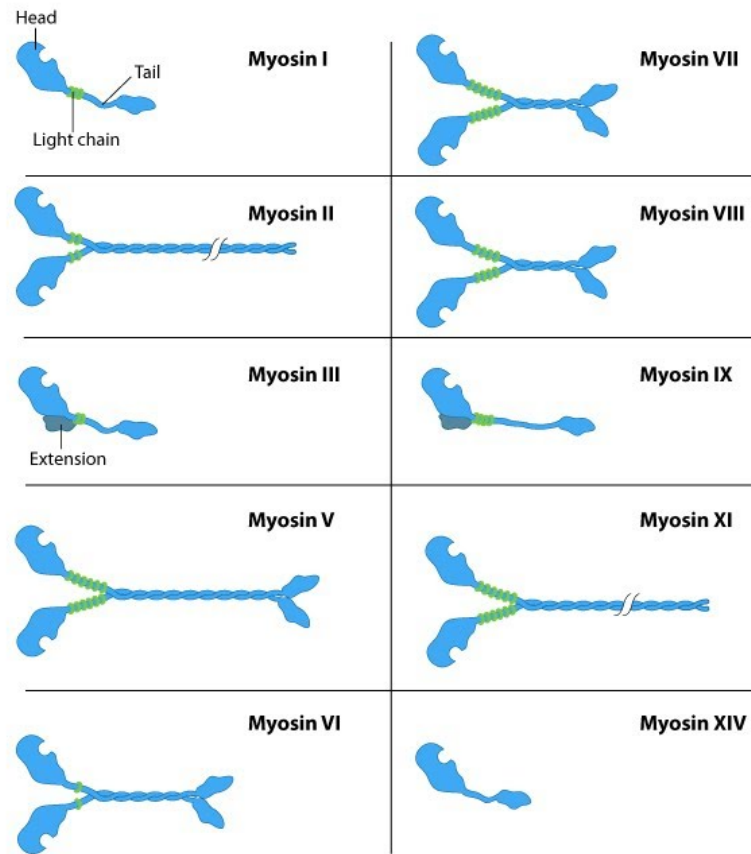 Head
Myosin I
Tail
Light chain
Myosin VII
Myosin II
Myosin VIII
Myosin III
Extension
Myosin IX
Myosin V
Myosin XI
Myosin VI
Myosin XIV